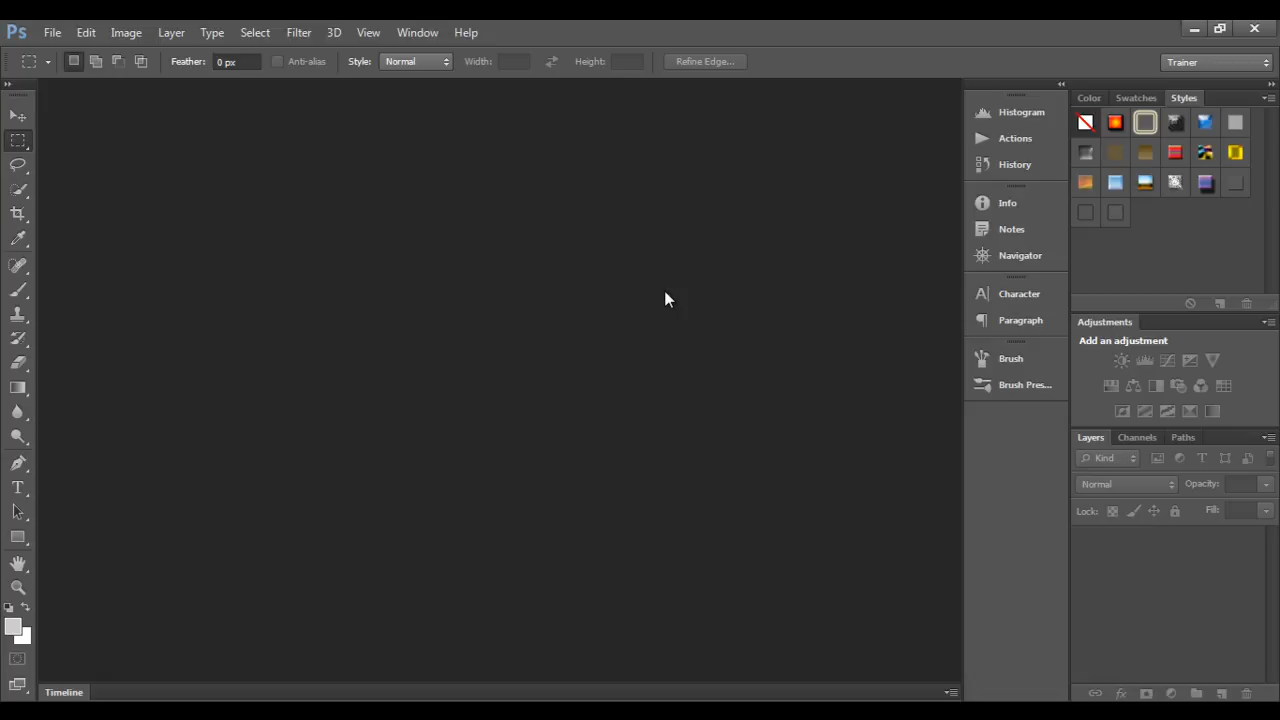 Ps File Edit Image Layer Type Select Filter 3D View Window Help
Feather: 0 px Anti-alias Style: Normal Width: Height: Refine Edge... Trainer
Color Swatches Styles
Histogram
Actions
History
Info
Notes
Navigator
Character
Paragraph
Brush
Brush Pres...
Adjustments
Add an adjustment
Layers Channels Paths
Kind
Normal Opacity:
Lock: Fill:
Timeline